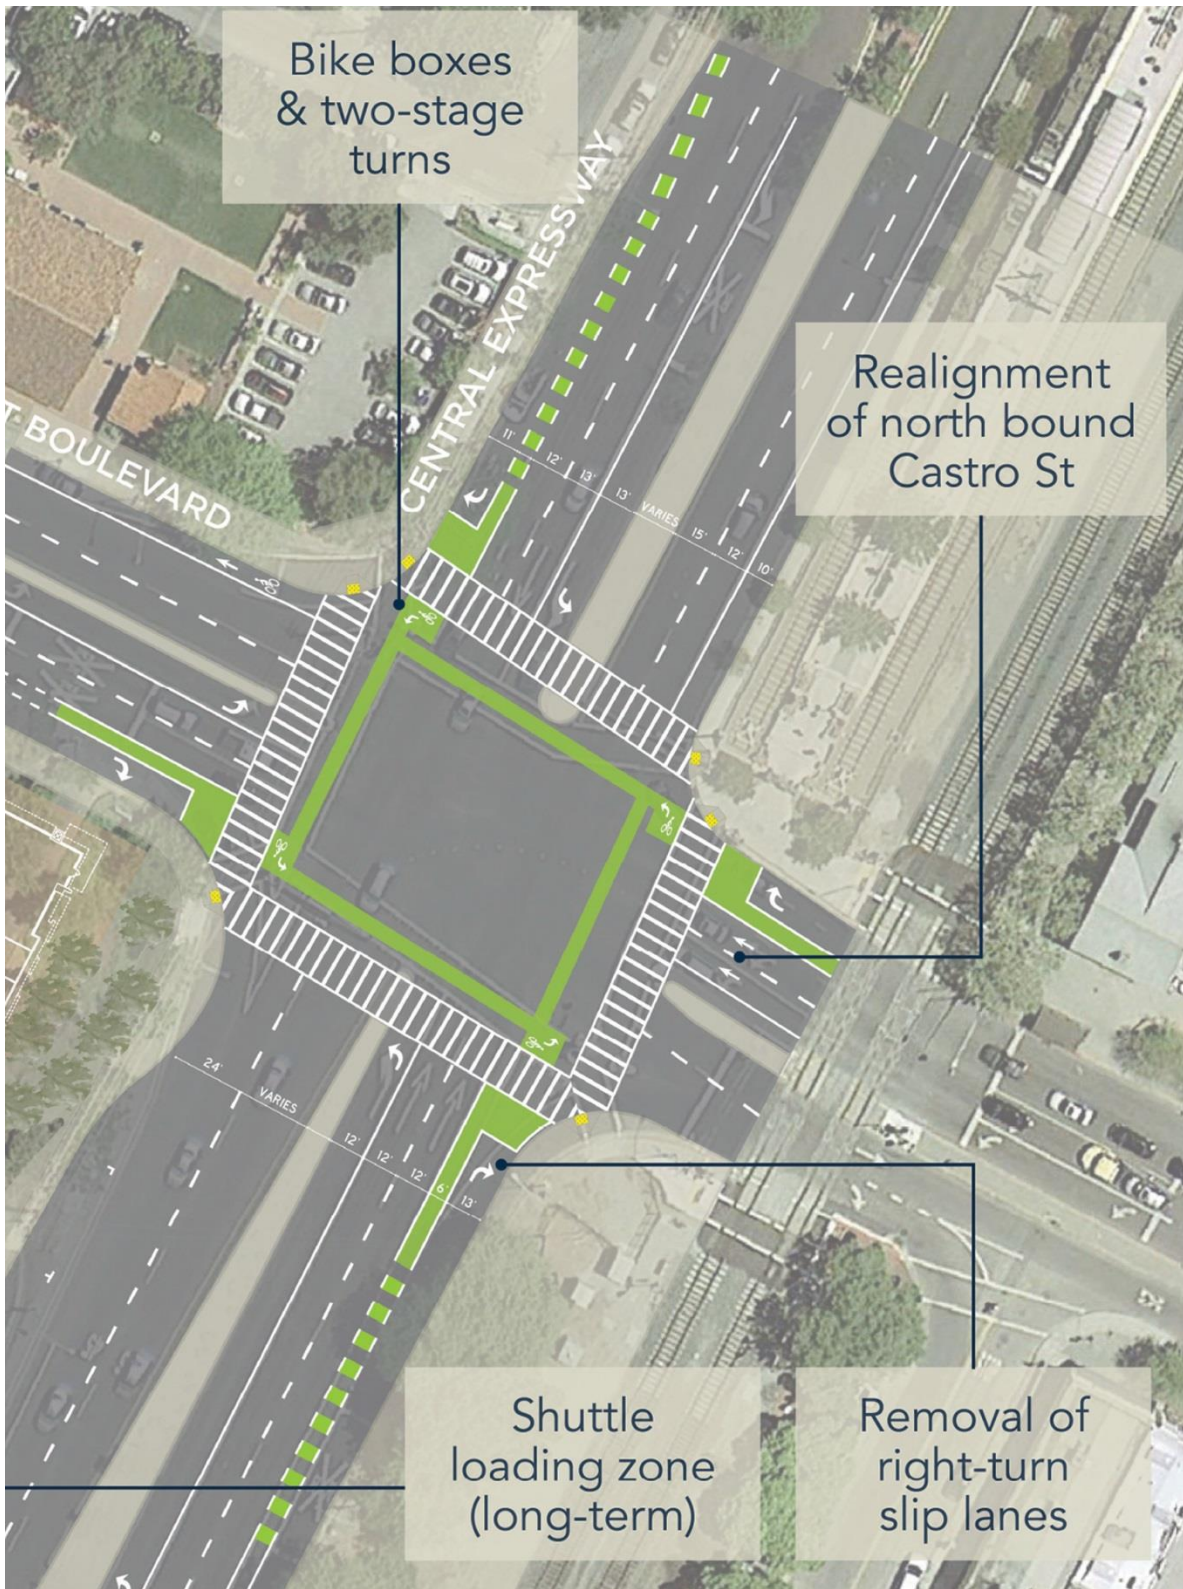 Bike boxes
& two-stage
turns
CENTRAL EXPRESSWAY
T BOULEVARD
Realignment
of north bound
Castro St
11' 12' 13' 13' VARIES 15' 12' 10'
24' VARIES 12' 12' 12' 6' 13'
Shuttle
loading zone
(long-term)
Removal of
right-turn
slip lanes